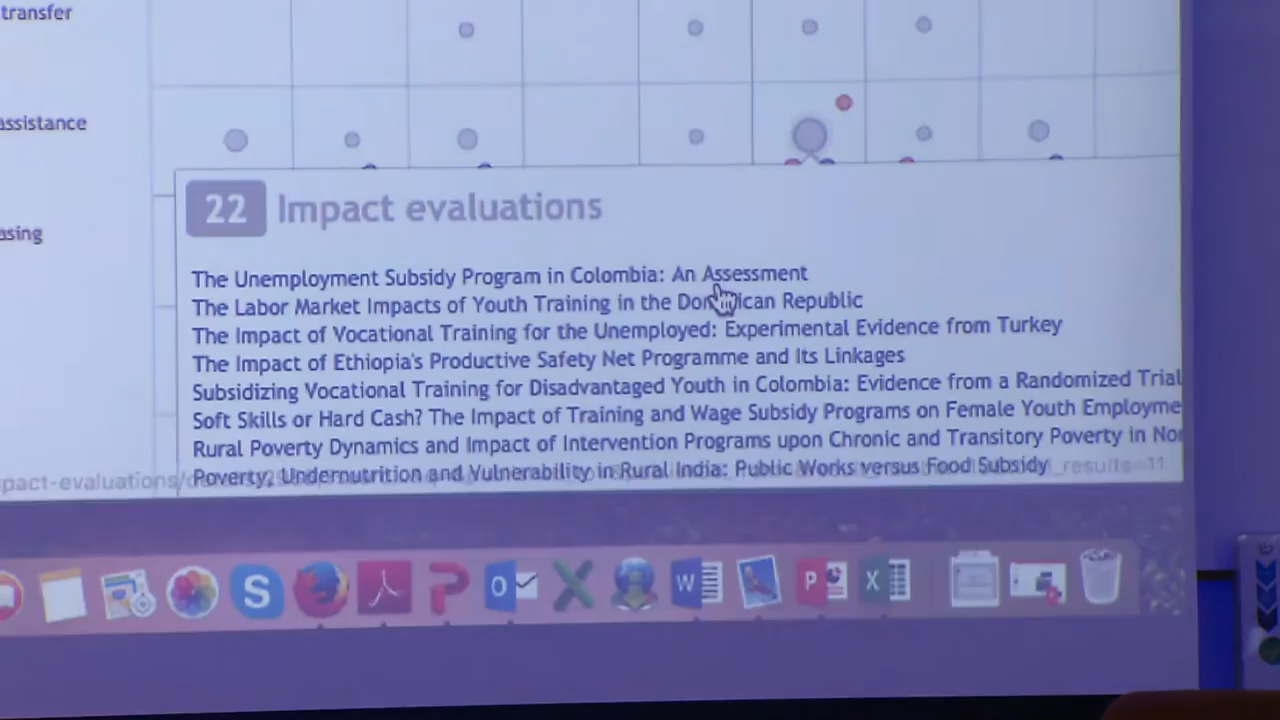 transfer
assistance
asing
22 Impact evaluations
The Unemployment Subsidy Program in Colombia: An Assessment
The Labor Market Impacts of Youth Training in the Dominican Republic
The Impact of Vocational Training for the Unemployed: Experimental Evidence from Turkey
The Impact of Ethiopia's Productive Safety Net Programme and Its Linkages
Subsidizing Vocational Training for Disadvantaged Youth in Colombia: Evidence from a Randomized Trial
Soft Skills or Hard Cash? The Impact of Training and Wage Subsidy Programs on Female Youth Employme
Rural Poverty Dynamics and Impact of Intervention Programs upon Chronic and Transitory Poverty in Nor
Poverty, Undernutrition and Vulnerability in Rural India: Public Works versus Food Subsidy
pact-evaluations/ _results=11
S O W P X